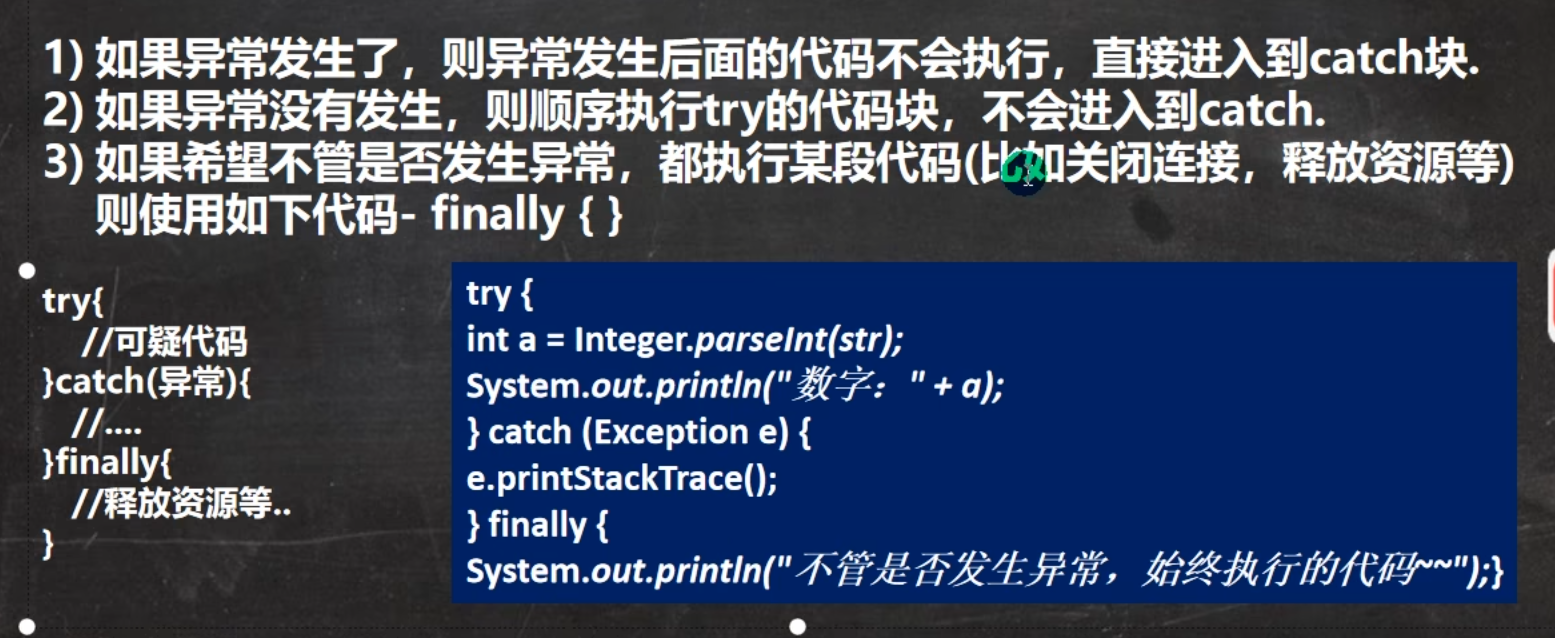 1) 如果异常发生了，则异常发生后面的代码不会执行，直接进入到catch块.
2) 如果异常没有发生，则顺序执行try的代码块，不会进入到catch.
3) 如果希望不管是否发生异常，都执行某段代码(比如关闭连接，释放资源等)
则使用如下代码- finally { }
try{
//可疑代码
}catch(异常){
//....
}finally{
//释放资源等..
}
try {
int a = Integer.parseInt(str);
System.out.println("数字：" + a);
} catch (Exception e) {
e.printStackTrace();
} finally {
System.out.println("不管是否发生异常，始终执行的代码~~");}